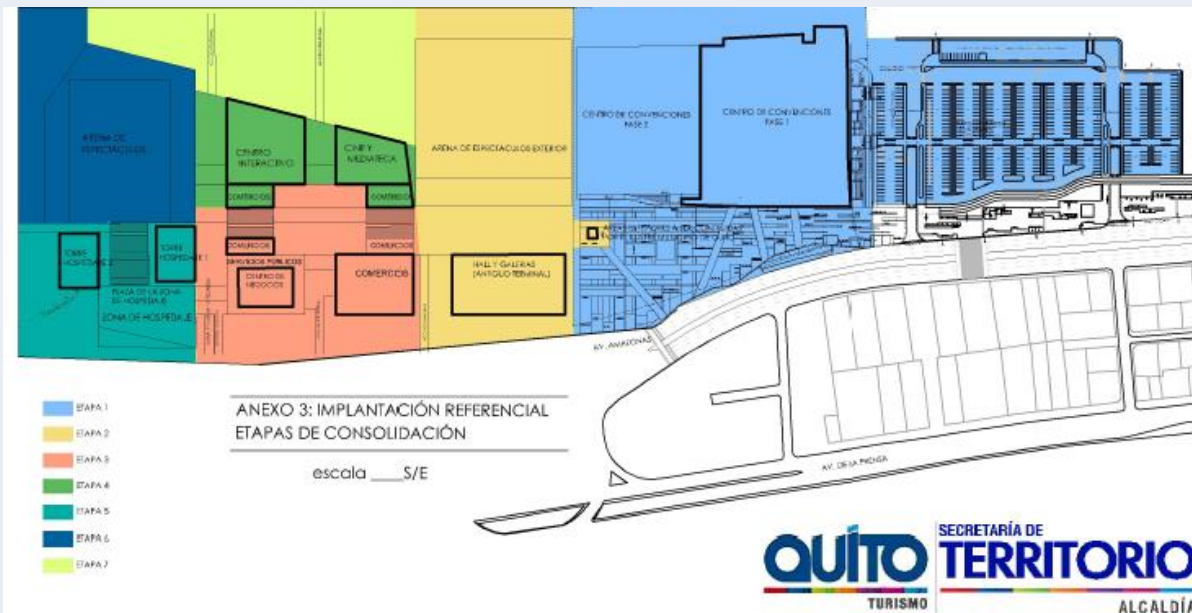 ARENA DE
ESPECTÁCULOS
CENTRO
INTERACTIVO
CINE Y
MEDIATECA
ARENA DE ESPECTACULOS EXTERIOR
CENTRO DE CONVENCIONES
FASE 2
CENTRO DE CONVENCIONES
FASE 1
COMERCIOS
COMERCIOS
COMERCIOS
COMERCIOS
TORRE
HOSPEDAJE 2
TORRE
HOSPEDAJE 1
SERVICIOS PÚBLICOS
CENTRO DE
NEGOCIOS
COMERCIOS
HALL Y GALERIAS
(ANTIGUO TERMINAL)
PLAZA DE LA ZONA
DE HOSPEDAJE
ZONA DE HOSPEDAJE
AV. AMAZONAS
AV. DE LA PRENSA
ETAPA 1
ETAPA 2
ETAPA 3
ETAPA 4
ETAPA 5
ETAPA 6
ETAPA 7
ANEXO 3: IMPLANTACIÓN REFERENCIAL
ETAPAS DE CONSOLIDACIÓN
escala ___S/E
QUITO
TURISMO
SECRETARÍA DE
TERRITORIO
ALCALDÍA